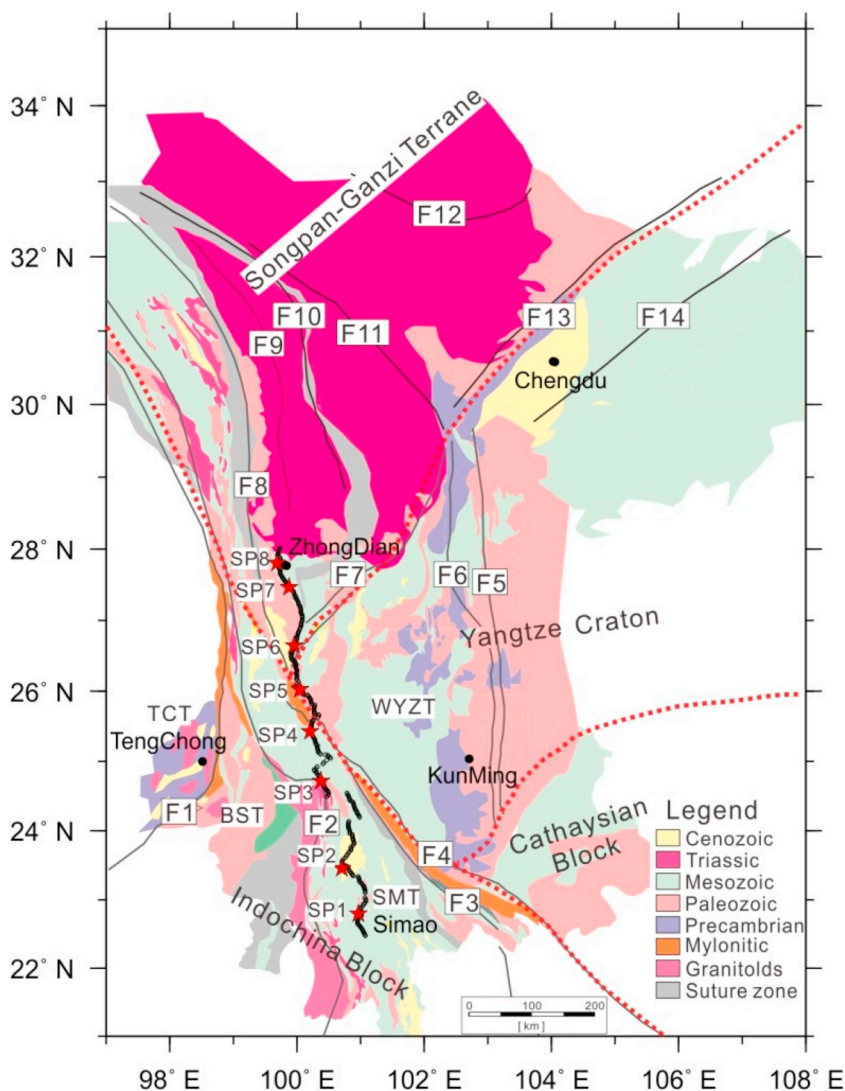 34° N
32° N
30° N
28° N
26° N
24° N
22° N
98° E
100° E
102° E
104° E
106° E
108° E
Songpan-Ganzi Terrane
F12
F10
F9
F11
F13
F14
Chengdu
F8
SP8
ZhongDian
F7
SP7
F6
F5
SP6
Yangtze Craton
SP5
WYZT
TCT
SP4
TengChong
KunMing
SP3
F1
BST
F2
F4
Cathaysian
Block
SP2
SMT
F3
SP1
Simao
Indochina Block
Legend
Cenozoic
Triassic
Mesozoic
Paleozoic
Precambrian
Mylonitic
Granitolds
Suture zone
0 100 200
[ km ]